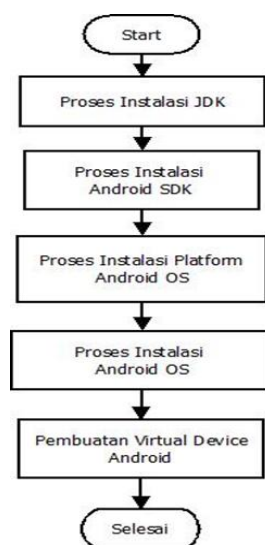 Start
Proses Instalasi JDK
Proses Instalasi
Android SDK
Proses Instalasi Platform
Android OS
Proses Instalasi
Android OS
Pembuatan Virtual Device
Android
Selesai